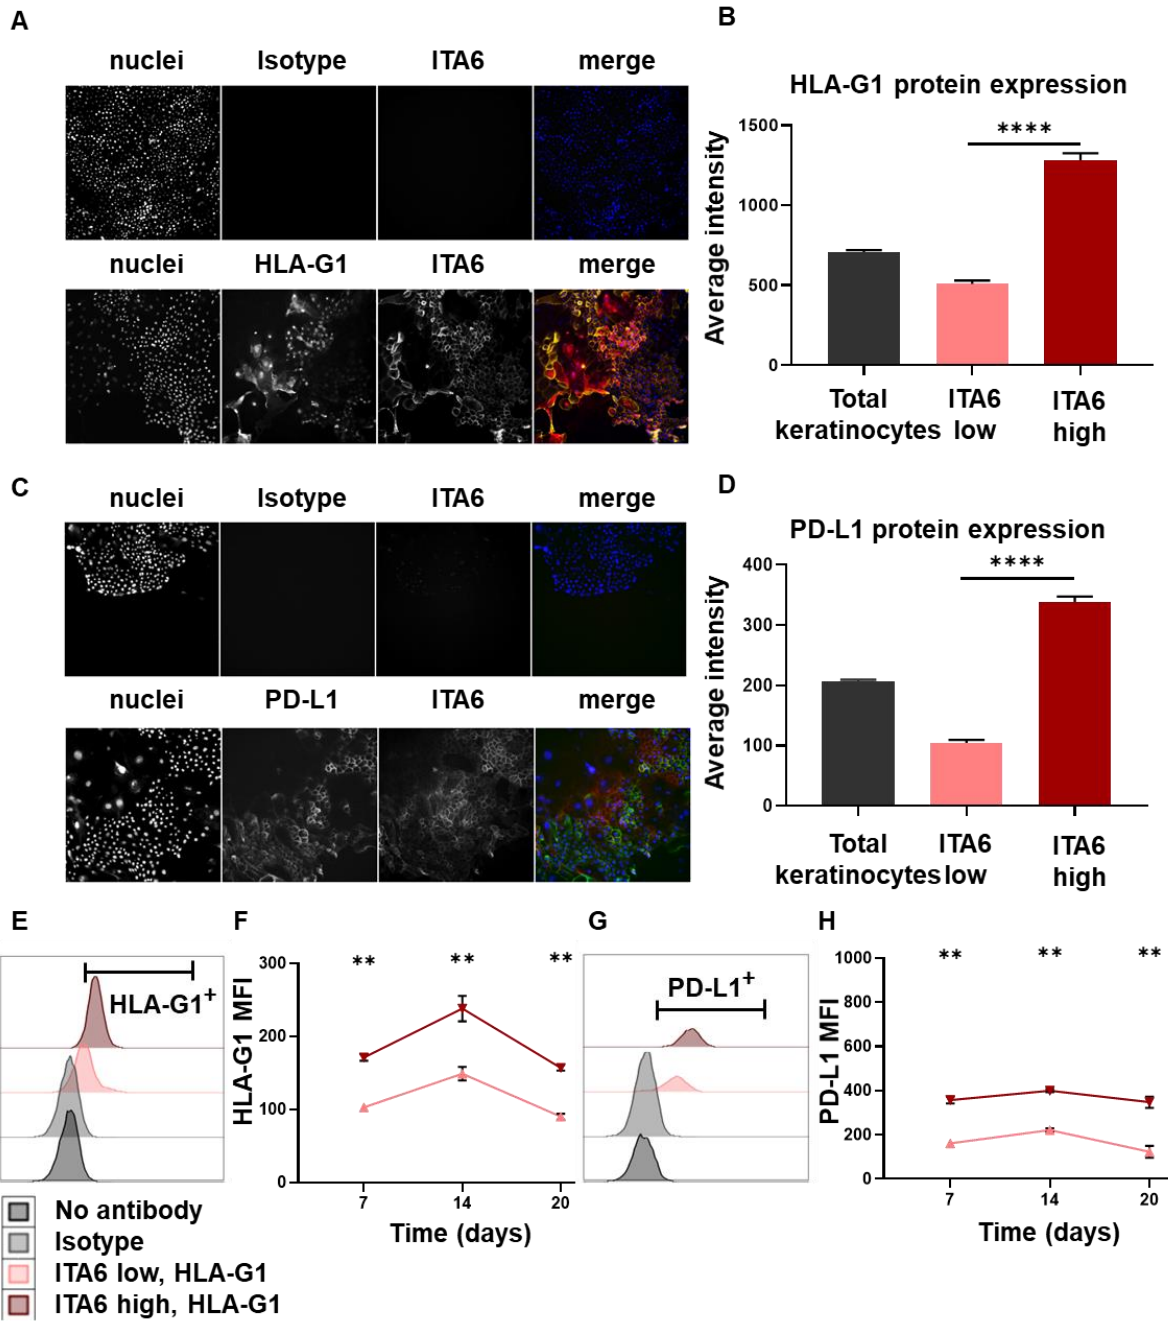 A
nuclei Isotype ITA6 merge
nuclei HLA-G1 ITA6 merge
B
HLA-G1 protein expression
****
1500
1000
500
0
Average intensity
Total keratinocytes
ITA6 low
ITA6 high
C
nuclei Isotype ITA6 merge
nuclei PD-L1 ITA6 merge
D
PD-L1 protein expression
****
400
300
200
100
0
Average intensity
Total keratinocytes
ITA6 low
ITA6 high
E
HLA-G1+
No antibody
Isotype
ITA6 low, HLA-G1
ITA6 high, HLA-G1
F
** ** **
300
200
100
0
HLA-G1 MFI
7 14 20
Time (days)
G
PD-L1+
H
** ** **
1000
800
600
400
200
0
PD-L1 MFI
7 14 20
Time (days)